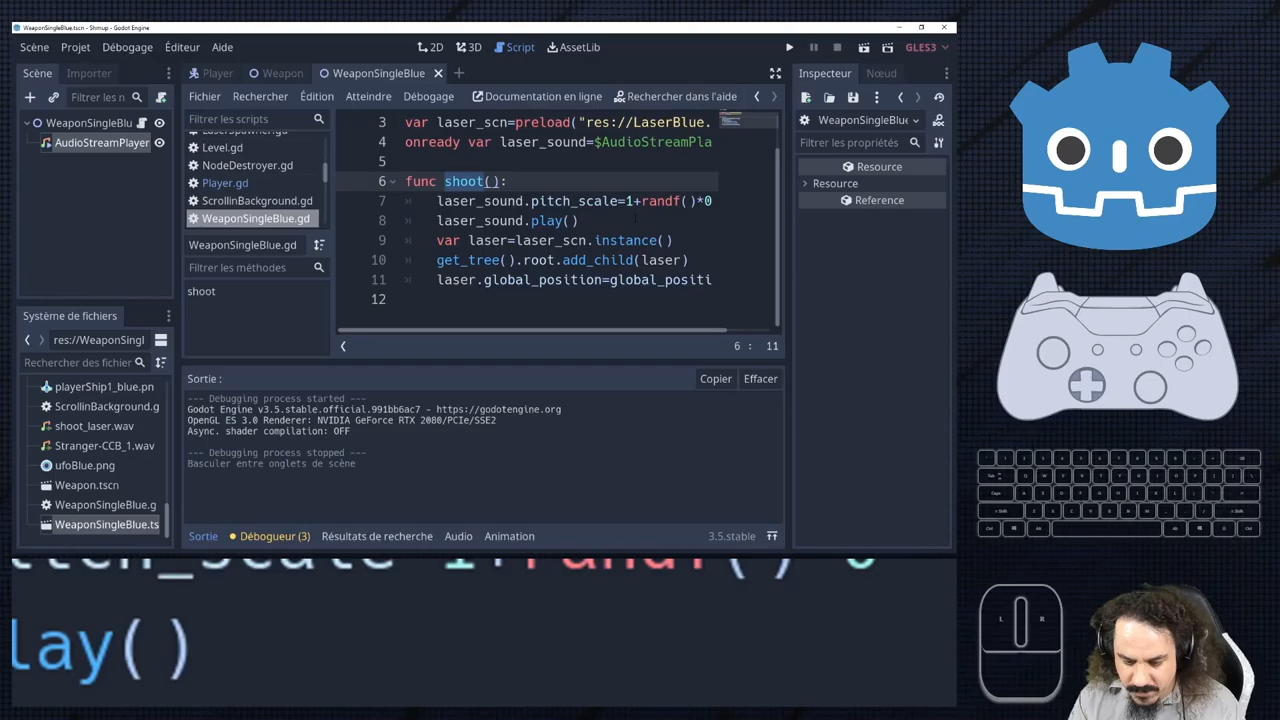 WeaponSingleBlue.tscn - Shmup - Godot Engine
Scène Projet Débogage Éditeur Aide
2D 3D Script AssetLib
GLES3
Scène Importer
Player Weapon WeaponSingleBlue
Inspecteur Nœud
Filtrer les n
Fichier Rechercher Édition Atteindre Débogage Documentation en ligne Rechercher dans l'aide
WeaponSingleBlu
AudioStreamPlayer
Filtrer les scripts
Level.gd
NodeDestroyer.gd
Player.gd
ScrollinBackground.gd
WeaponSingleBlue.gd
WeaponSingleBlue.gd
Filtrer les méthodes
shoot
3 var laser_scn=preload("res://LaserBlue.
4 onready var laser_sound=$AudioStreamPla
5
6 func shoot():
7 laser_sound.pitch_scale=1+randf()*0
8 laser_sound.play()
9 var laser=laser_scn.instance()
10 get_tree().root.add_child(laser)
11 laser.global_position=global_positi
12
6 : 11
WeaponSingleBlue
Filtrer les propriétés
Resource
Resource
Reference
Système de fichiers
res://WeaponSingl
Rechercher des fichier
playerShip1_blue.pn
ScrollinBackground.g
shoot_laser.wav
Stranger-CCB_1.wav
ufoBlue.png
Weapon.tscn
WeaponSingleBlue.g
WeaponSingleBlue.ts
Sortie : Copier Effacer
--- Debugging process started ---
Godot Engine v3.5.stable.official.991bb6ac7 - https://godotengine.org
OpenGL ES 3.0 Renderer: NVIDIA GeForce RTX 2080/PCIe/SSE2
Async. shader compilation: OFF
--- Debugging process stopped ---
Basculer entre onglets de scène
Sortie Débogueur (3) Résultats de recherche Audio Animation 3.5.stable
lay()
L R